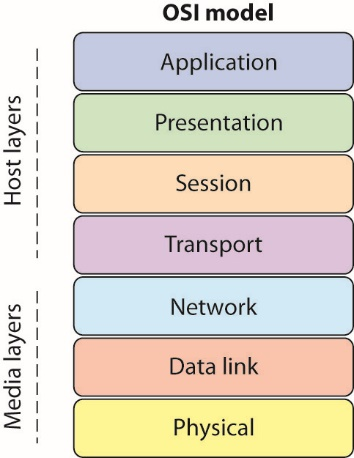 OSI model
Host layers
Application
Presentation
Session
Transport
Media layers
Network
Data link
Physical